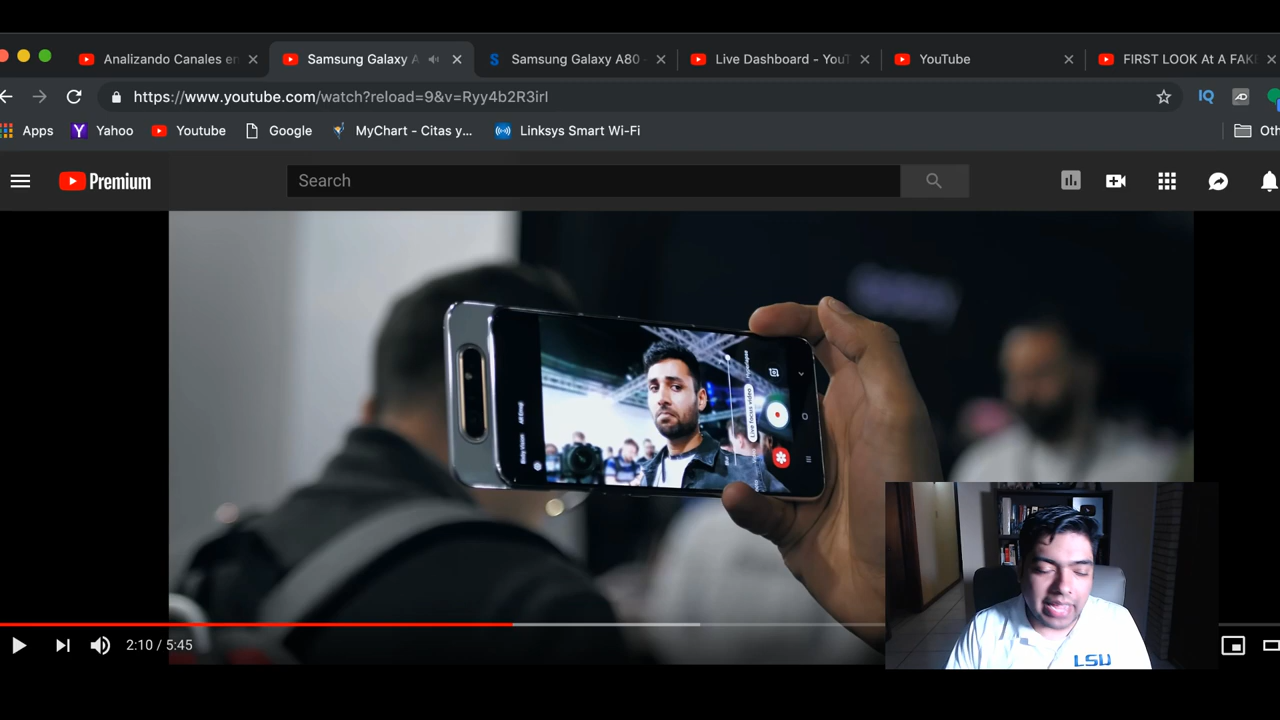 Analizando Canales en
Samsung Galaxy A
Samsung Galaxy A80
Live Dashboard - YouT
YouTube
FIRST LOOK At A FAKE
https://www.youtube.com/watch?reload=9&v=Ryy4b2R3irI
IQ
Apps
Yahoo
Youtube
Google
MyChart - Citas y...
Linksys Smart Wi-Fi
Oth
Premium
Search
Live focus video
2:10 / 5:45
LSU